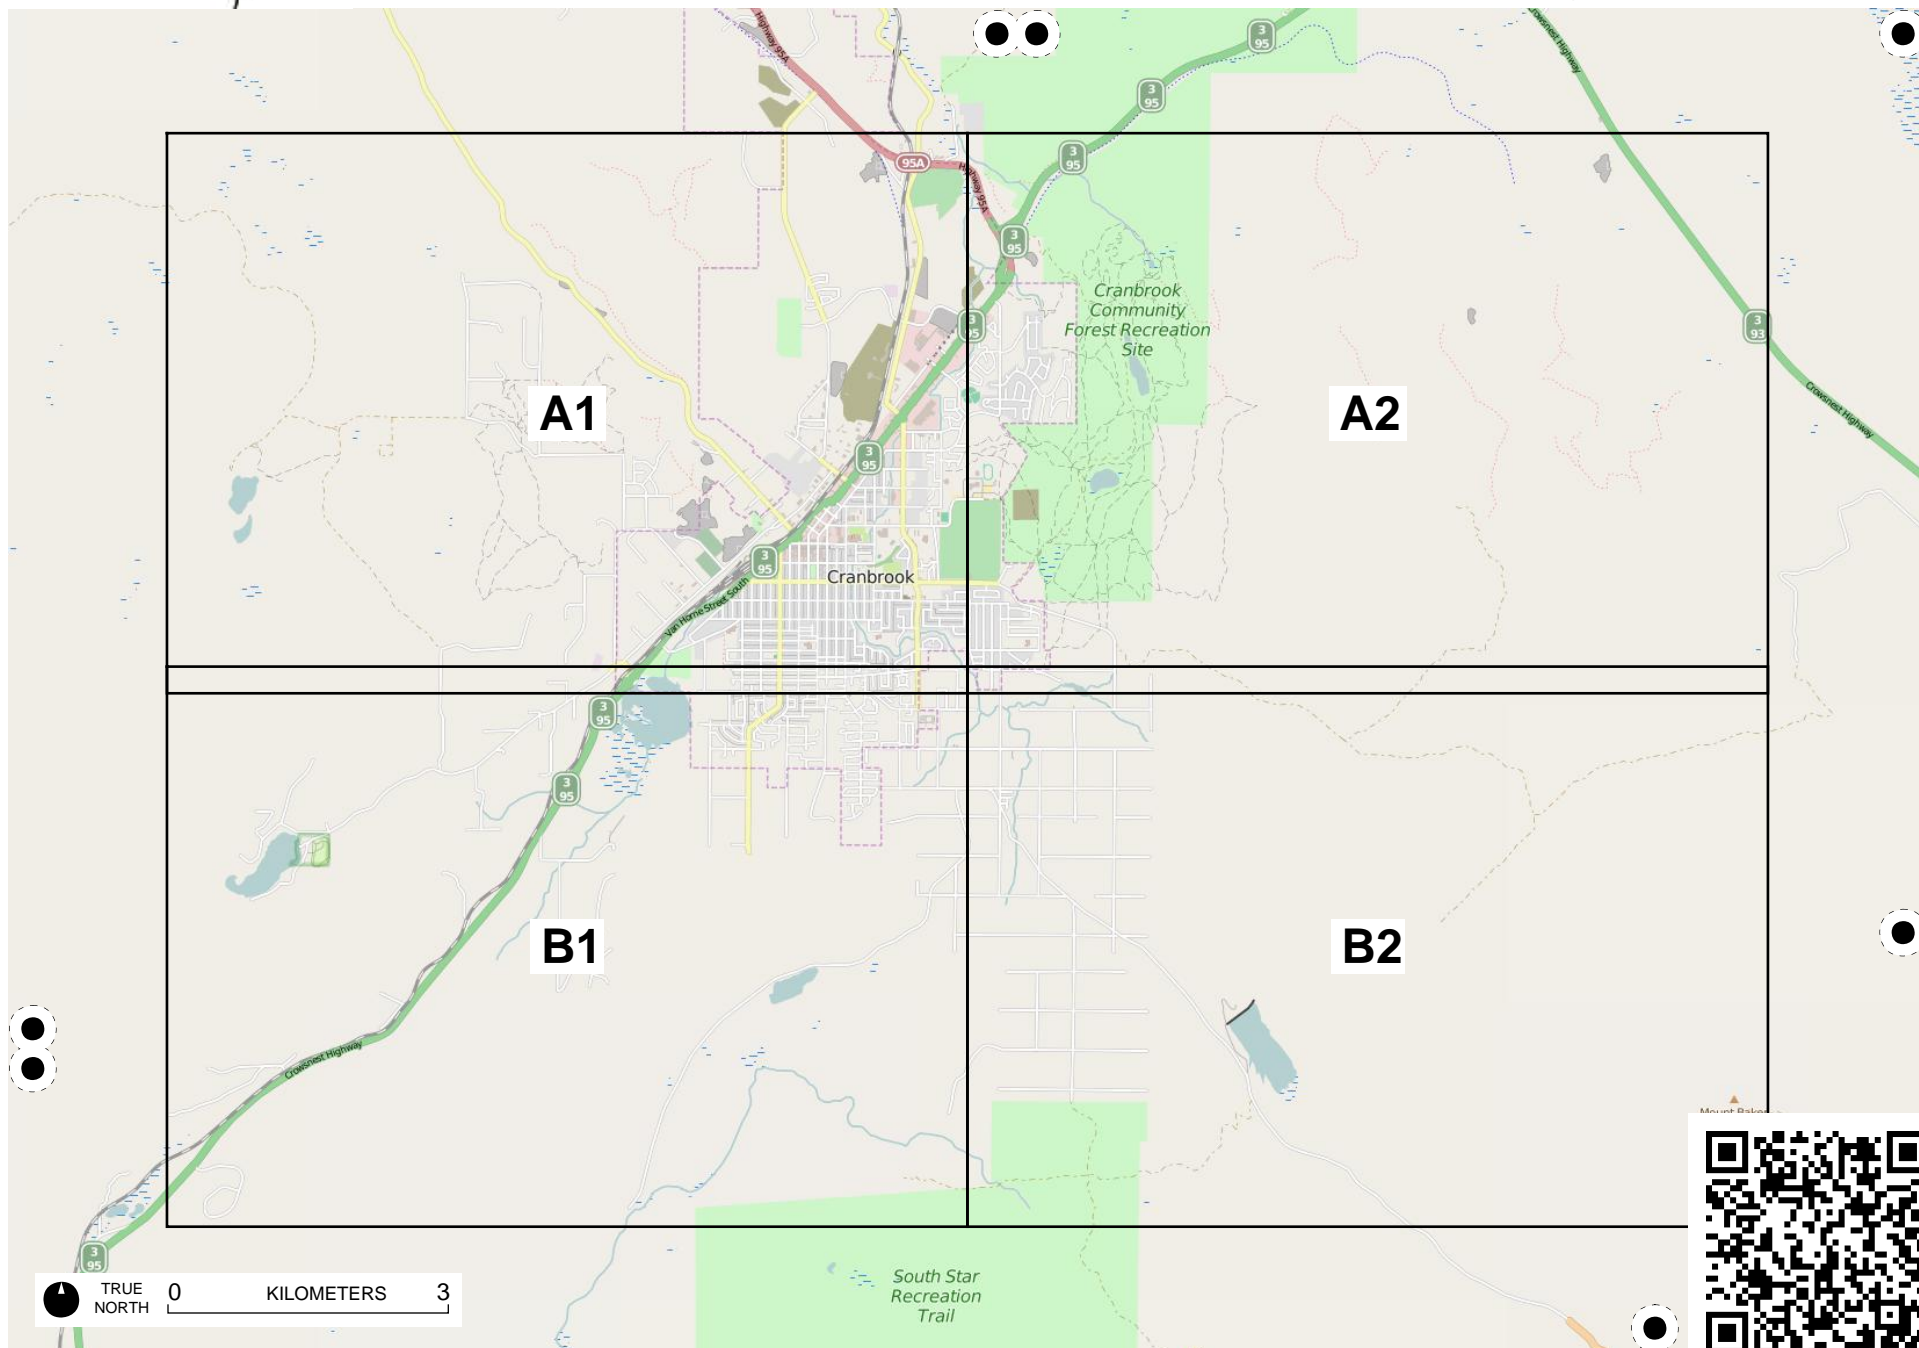 Highway 95A
3
95
Crowsnest Highway
3
95
3
95
95A
Highway 95A
3
95
Cranbrook
Community
Forest Recreation
Site
3
95
3
93
Crowsnest Highway
A1
A2
3
95
3
95
Cranbrook
Van Horne Street South
3
95
3
95
B1
B2
Crowsnest Highway
Mount Baker
3
95
TRUE
NORTH
0
KILOMETERS
3
South Star
Recreation
Trail